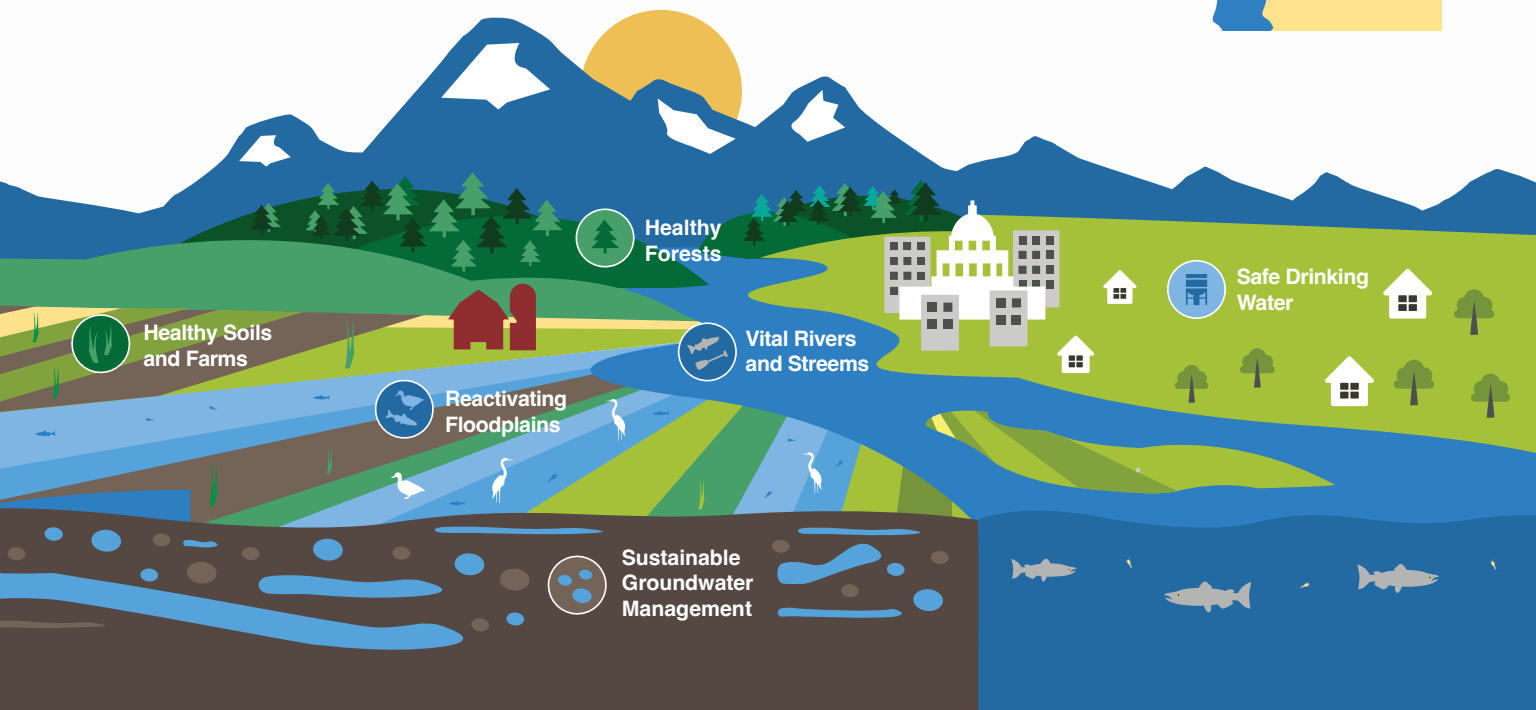 Healthy
Forests
Safe Drinking
Water
Healthy Soils
and Farms
Vital Rivers
and Streems
Reactivating
Floodplains
Sustainable
Groundwater
Management